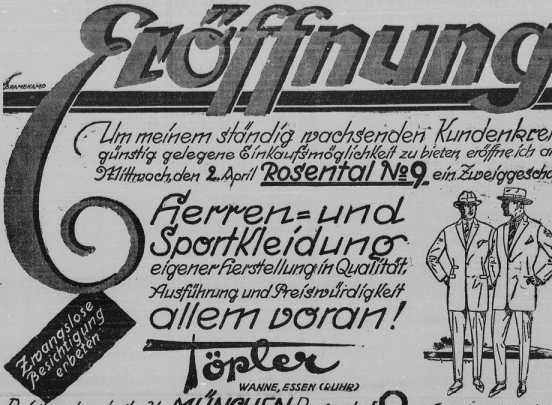 Eröffnung
Um meinem ständig wachsenden Kundenkrei
günstig gelegene Einkaufsmöglichkeit zu bieten, eröffne ich a
Mittwoch, den 2. April Rosental No 9 ein Zweiggeschä
Herren= und
Sportkleidung
eigener Herstellung in Qualität,
Ausführung und Preiswürdigkeit
allem voran!
Zwanglose
Besichtigung
erbeten
Töpler
WANNE, ESSEN (RUHR)
MÜNCHEN 9